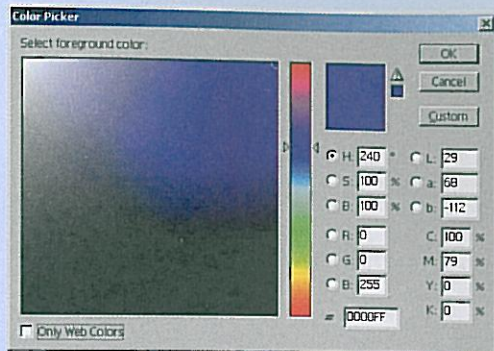 Color Picker
Select foreground color:
OK
Cancel
Custom
H: 240 °
S: 100 %
B: 100 %
R: 0
G: 0
B: 255
# 0000FF
L: 29
a: 68
b: -112
C: 100 %
M: 79 %
Y: 0 %
K: 0 %
Only Web Colors